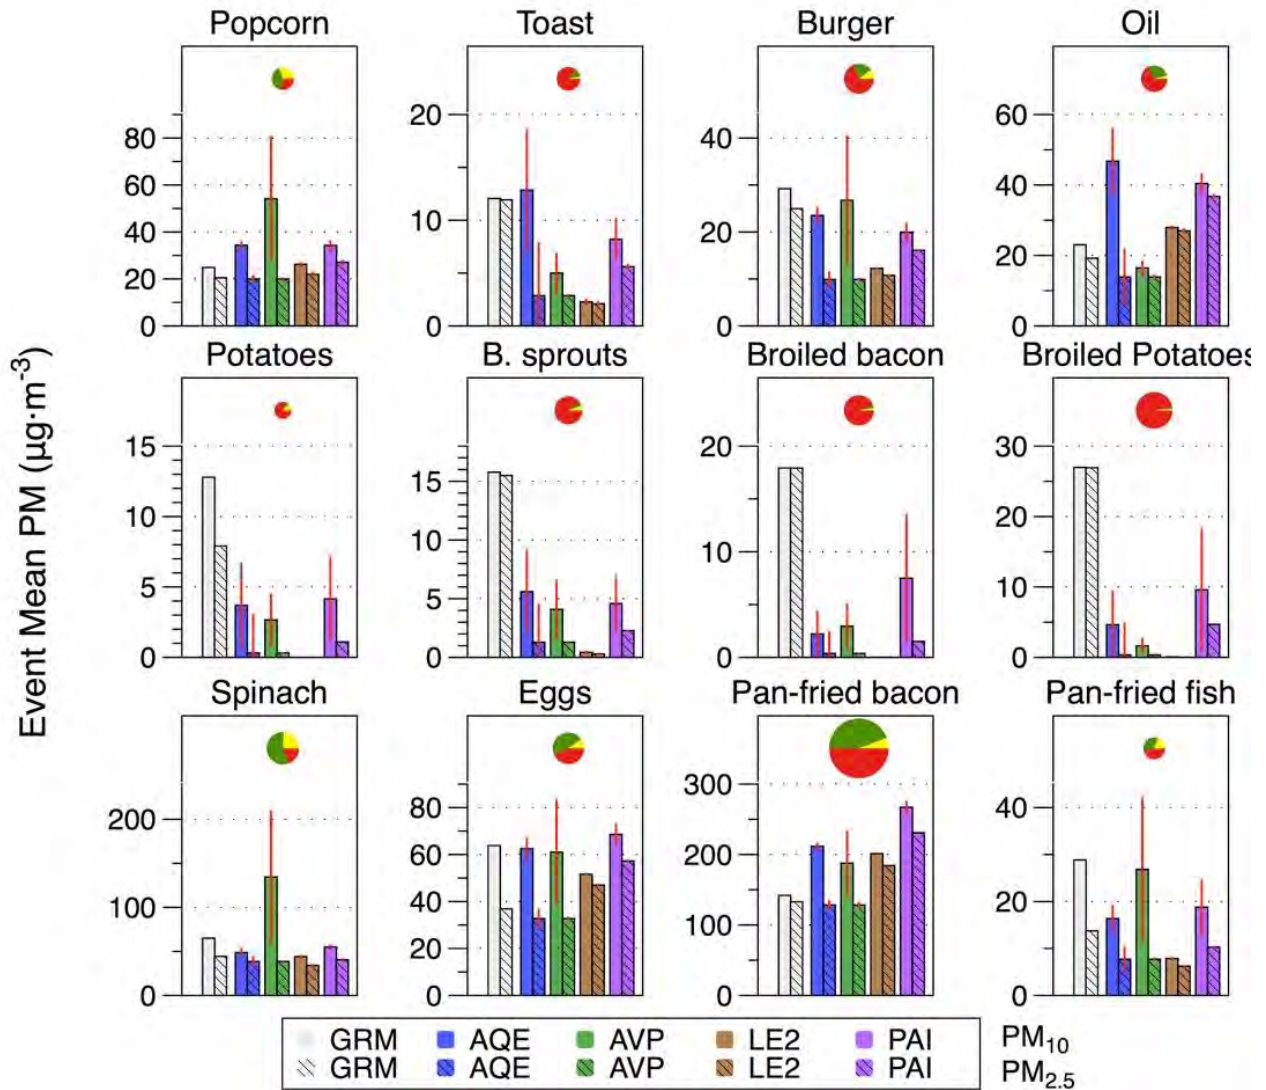 Popcorn Toast Burger Oil
80 60 40 20 0
20 10 0
40 20 0
60 40 20 0
Event Mean PM (µg·m-3)
Potatoes B. sprouts Broiled bacon Broiled Potatoes
15 10 5 0
15 10 5 0
20 10 0
30 20 10 0
Spinach Eggs Pan-fried bacon Pan-fried fish
200 100 0
80 60 40 20 0
300 200 100 0
40 20 0
GRM AQE AVP LE2 PAI PM10
GRM AQE AVP LE2 PAI PM2.5